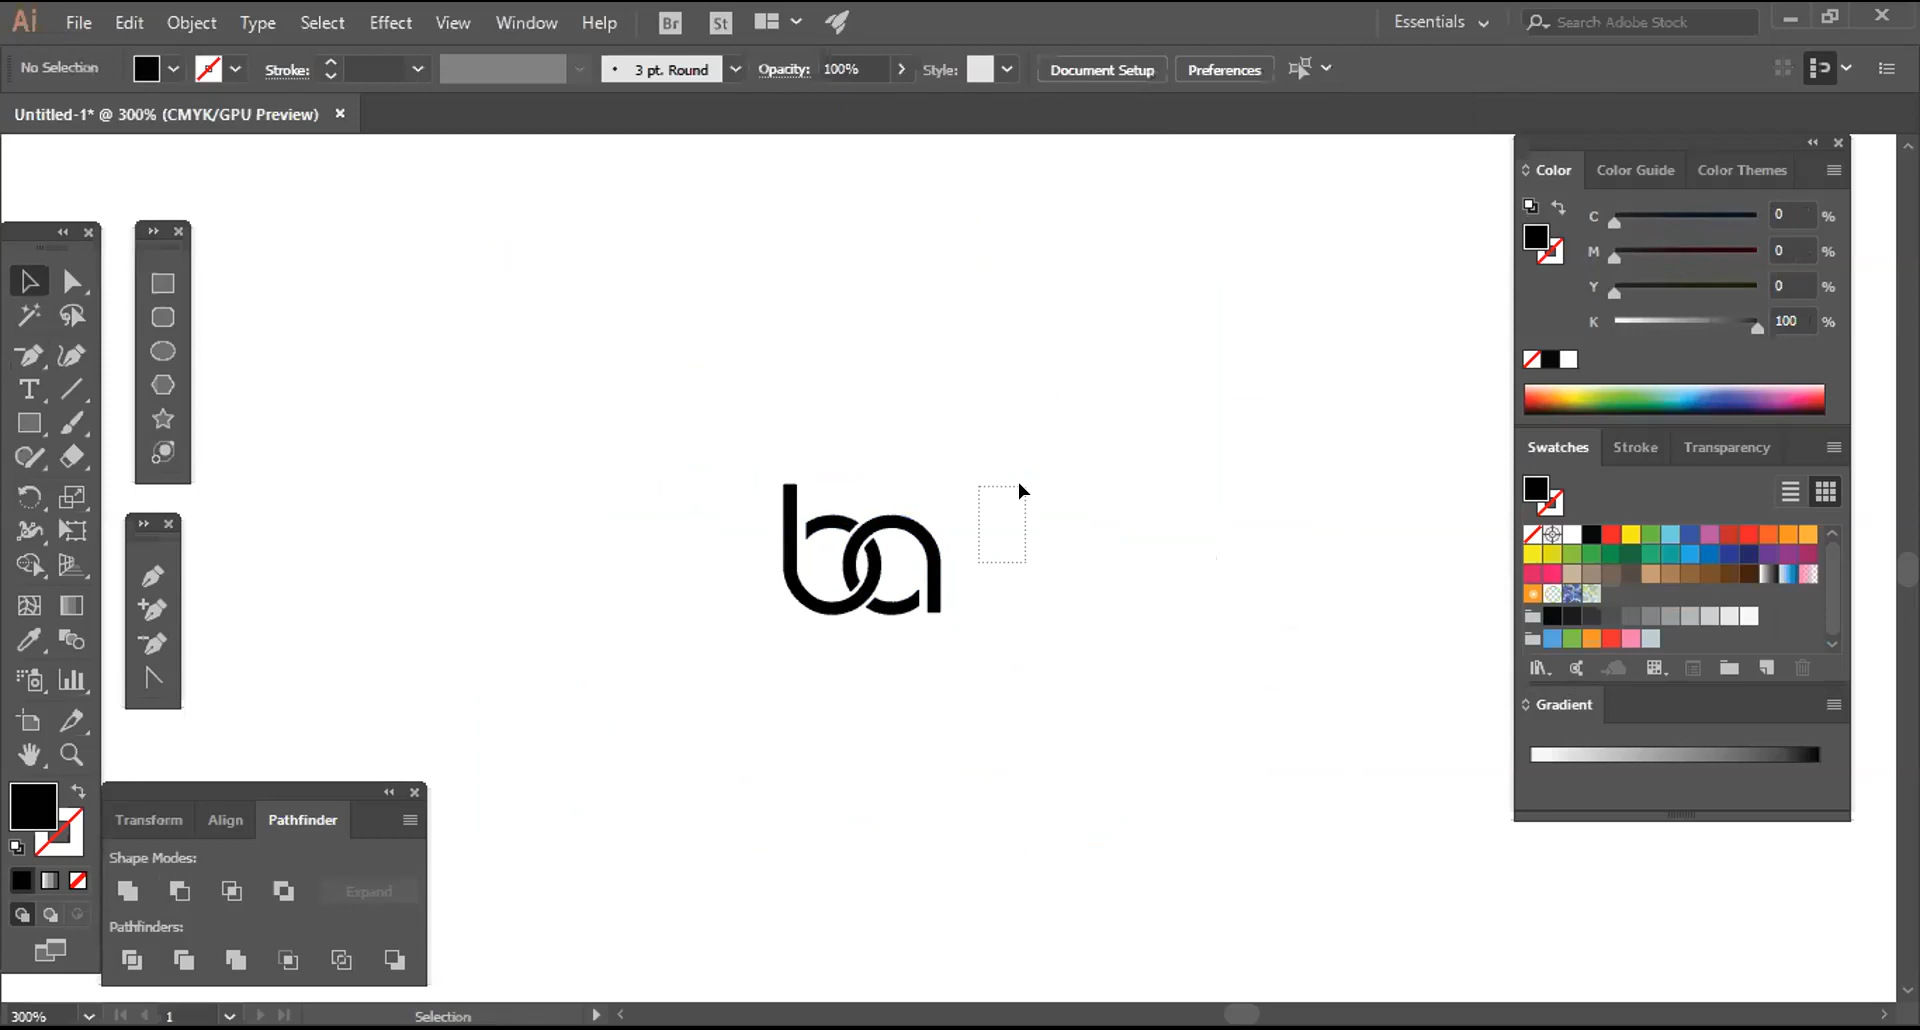 Ai File Edit Object Type Select Effect View Window Help Br St Essentials Search Adobe Stock
No Selection Stroke: 3 pt. Round Opacity: 100% Style: Document Setup Preferences
Untitled-1* @ 300% (CMYK/GPU Preview)
Color Color Guide Color Themes
C 0 %
M 0 %
Y 0 %
K 100 %
Swatches Stroke Transparency
ba
Gradient
Transform Align Pathfinder
Shape Modes:
Expand
Pathfinders:
300% 1 Selection